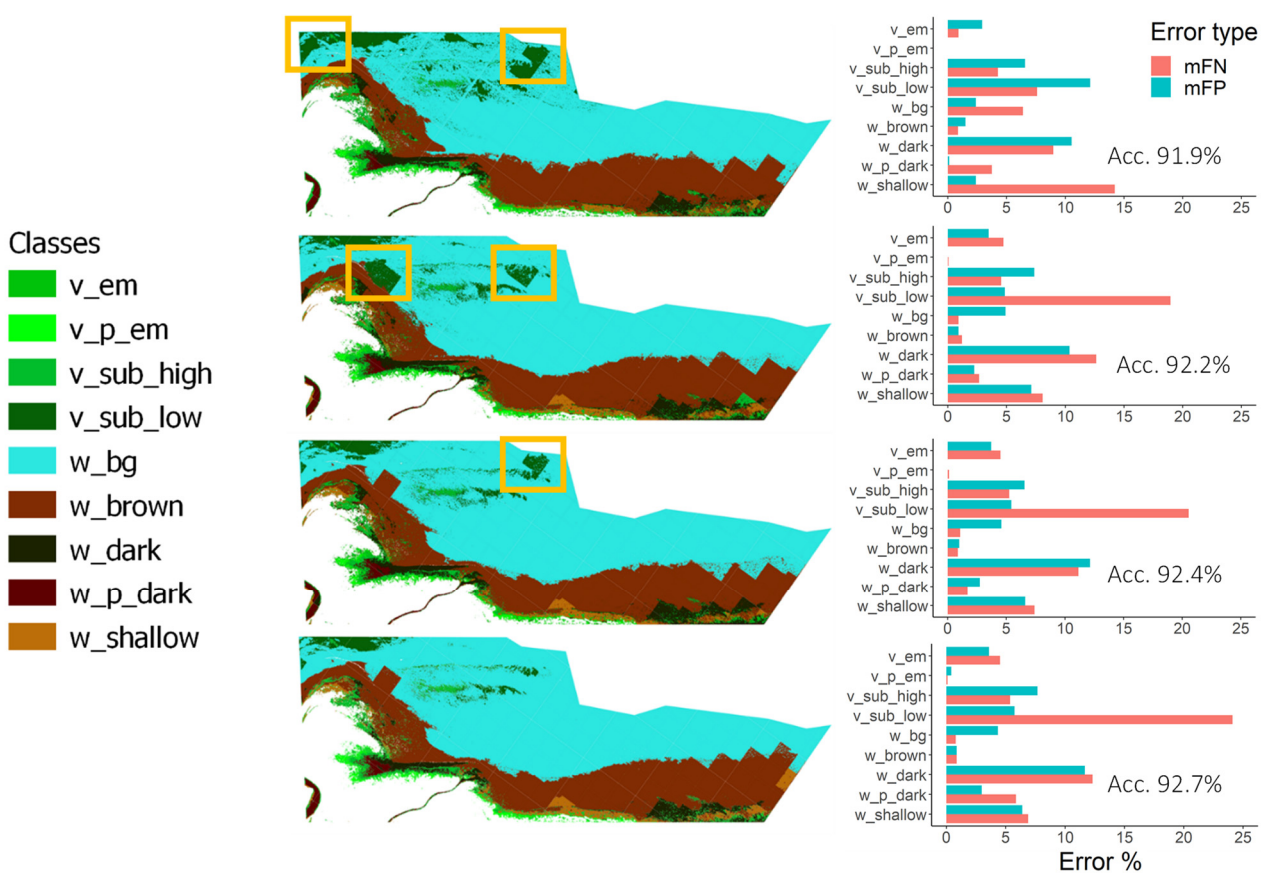 Classes
v_em
v_p_em
v_sub_high
v_sub_low
w_bg
w_brown
w_dark
w_p_dark
w_shallow
Error type
mFN
mFP
v_em
v_p_em
v_sub_high
v_sub_low
w_bg
w_brown
w_dark
w_p_dark
w_shallow
Acc. 91.9%
0 5 10 15 20 25
v_em
v_p_em
v_sub_high
v_sub_low
w_bg
w_brown
w_dark
w_p_dark
w_shallow
Acc. 92.2%
0 5 10 15 20 25
v_em
v_p_em
v_sub_high
v_sub_low
w_bg
w_brown
w_dark
w_p_dark
w_shallow
Acc. 92.4%
0 5 10 15 20 25
v_em
v_p_em
v_sub_high
v_sub_low
w_bg
w_brown
w_dark
w_p_dark
w_shallow
Acc. 92.7%
0 5 10 15 20 25
Error %